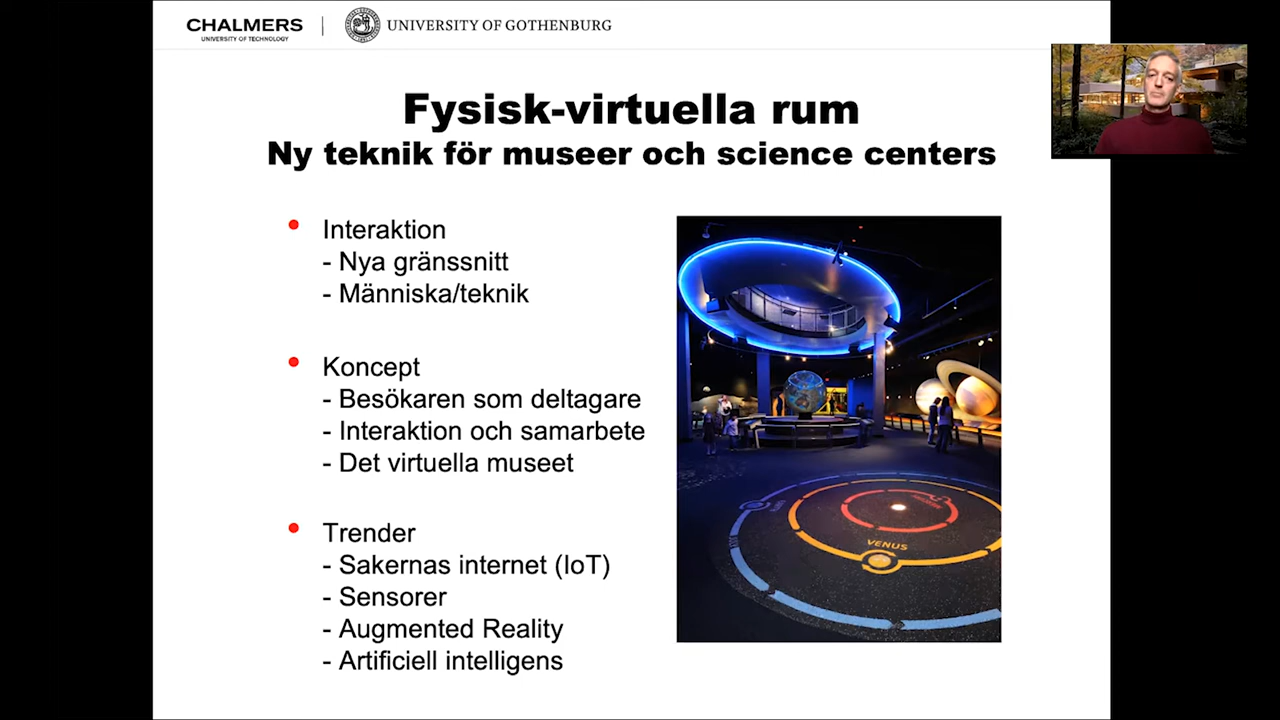 CHALMERS
UNIVERSITY OF TECHNOLOGY
UNIVERSITY OF GOTHENBURG
Fysisk-virtuella rum
Ny teknik för museer och science centers
Interaktion
- Nya gränssnitt
- Människa/teknik
Koncept
- Besökaren som deltagare
- Interaktion och samarbete
- Det virtuella museet
Trender
- Sakernas internet (IoT)
- Sensorer
- Augmented Reality
- Artificiell intelligens
VENUS